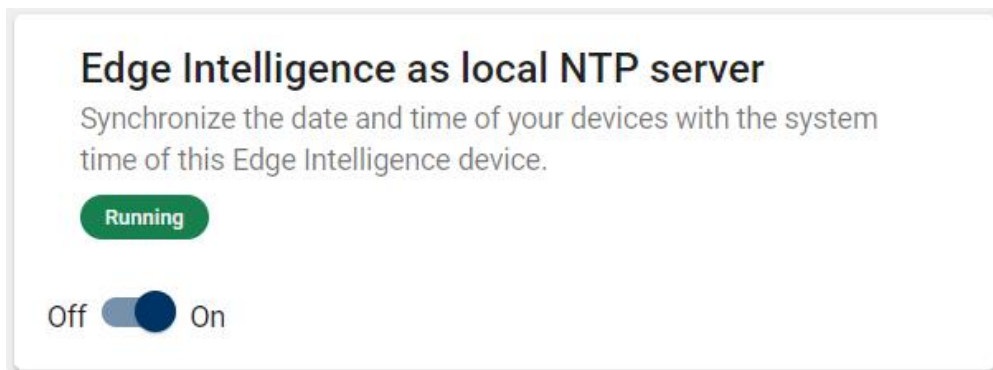 Edge Intelligence as local NTP server
Synchronize the date and time of your devices with the system
time of this Edge Intelligence device.
Running
Off On